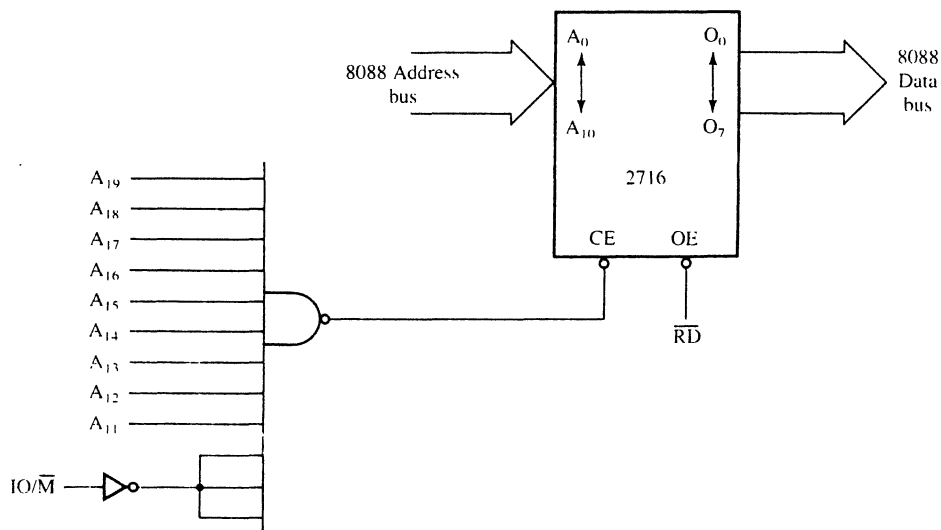 8088 Address
bus
A0
A10
O0
O7
8088
Data
bus
2716
CE
OE
R̅D̅
A19
A18
A17
A16
A15
A14
A13
A12
A11
IO/M̅